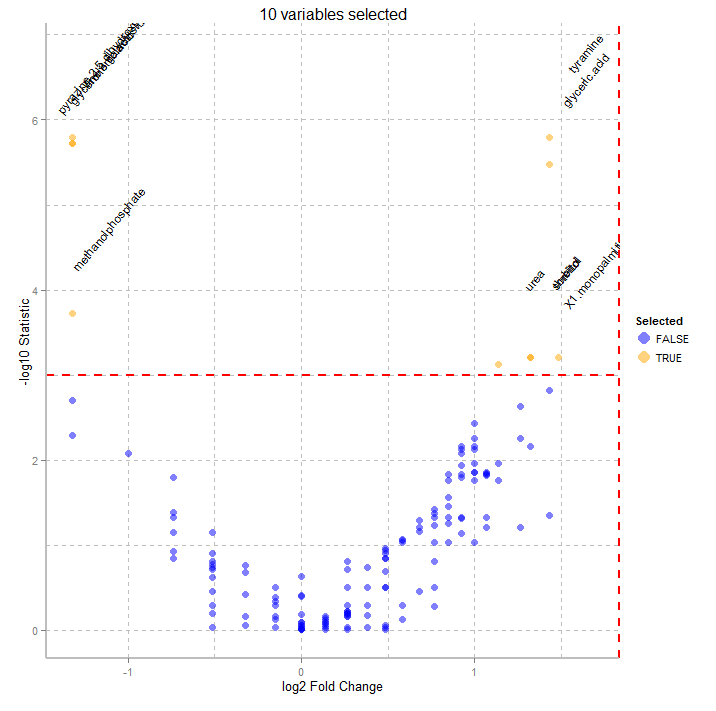 10 variables selected
tyramine
glyceric.acid
methanolphosphate
urea
X1.monopalmit
-log10 Statistic
6
4
2
0
-1
0
1
log2 Fold Change
Selected
FALSE
TRUE